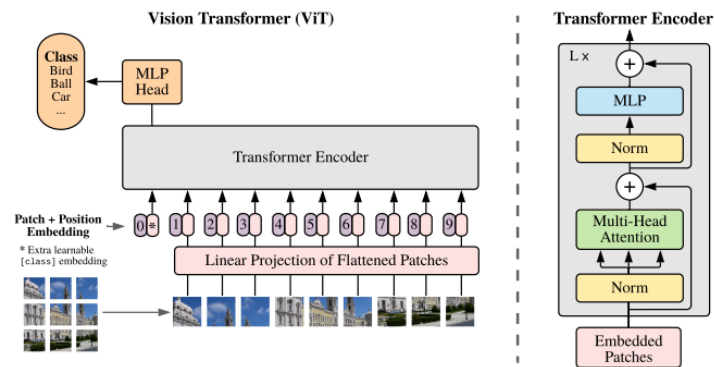 Vision Transformer (ViT)
Class
Bird
Ball
Car
...
MLP
Head
Transformer Encoder
Patch + Position
Embedding
0 * 1 2 3 4 5 6 7 8 9
* Extra learnable
[class] embedding
Linear Projection of Flattened Patches
Transformer Encoder
L ×
+
MLP
Norm
+
Multi-Head
Attention
Norm
Embedded
Patches